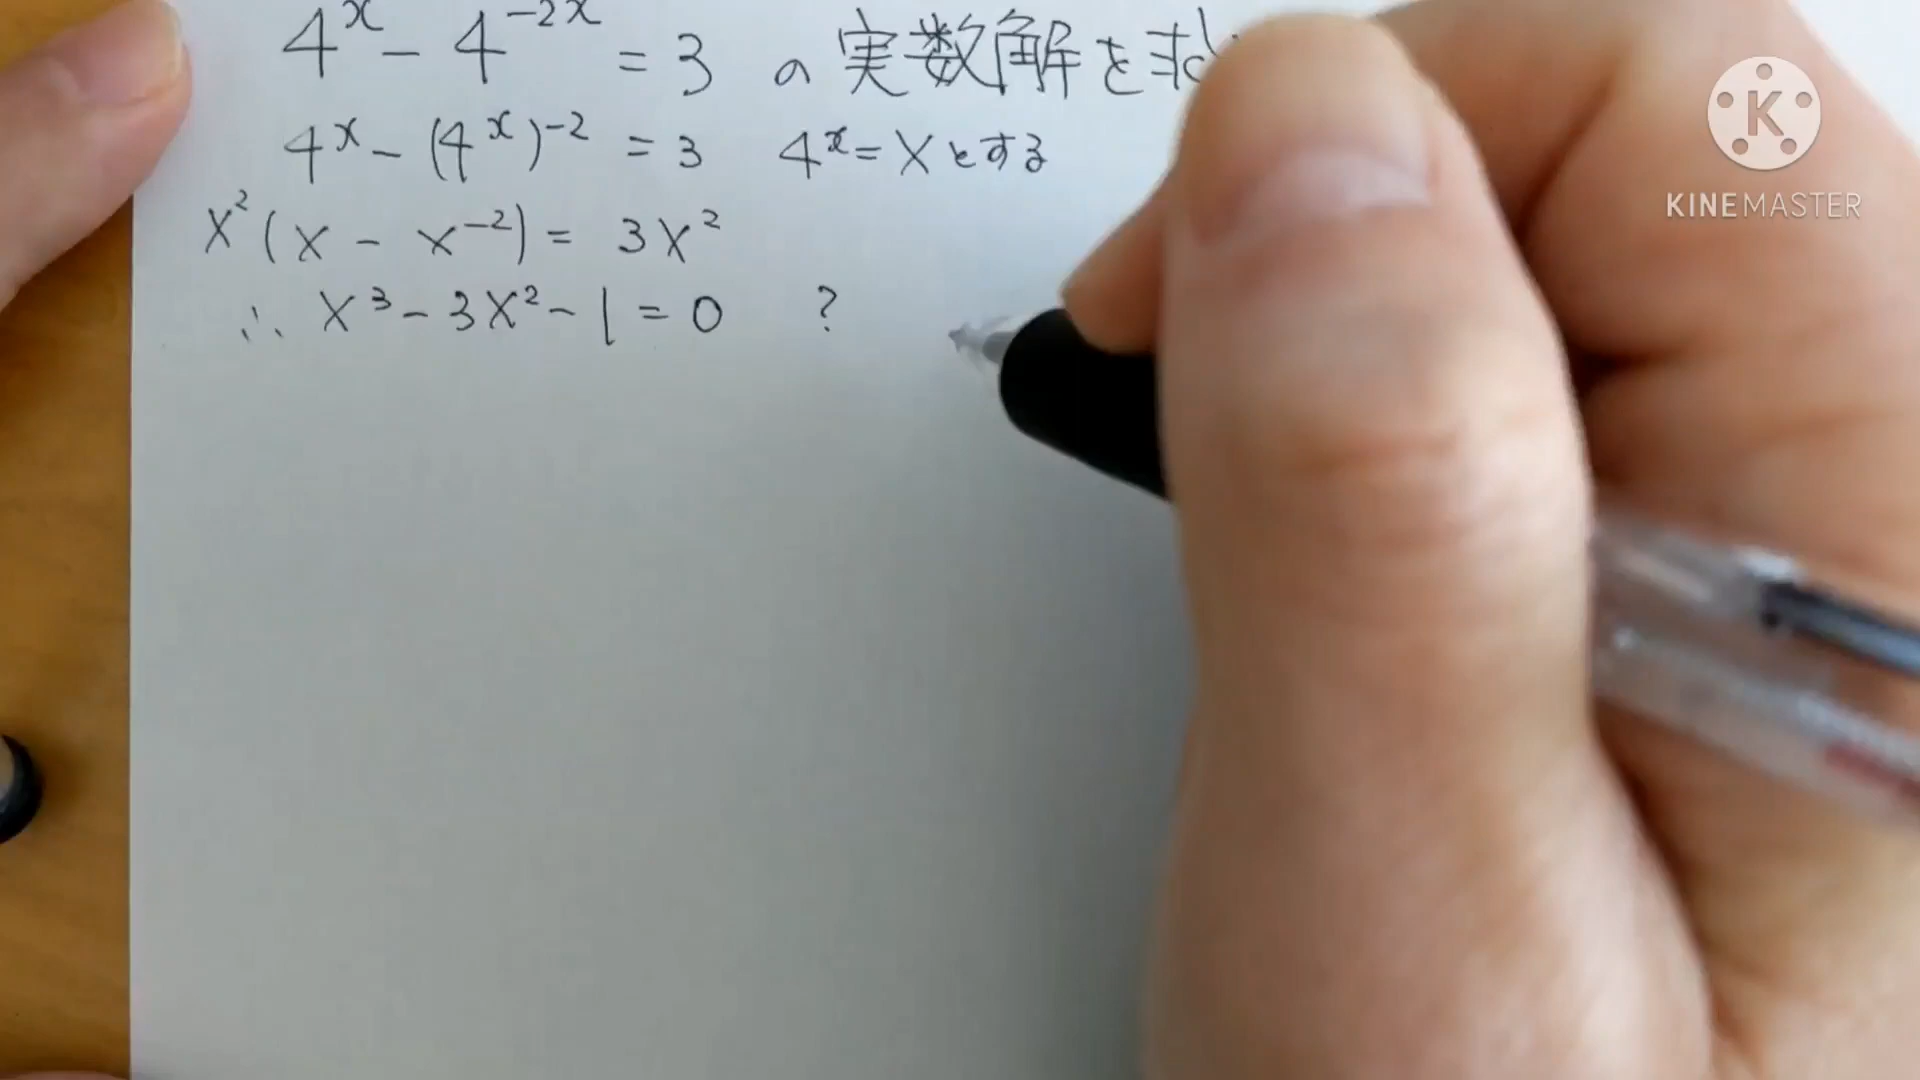 4^x - 4^{-2x} = 3 の実数解を求
4^x - (4^x)^{-2} = 3 4^x = X とする
X^2 (X - X^{-2}) = 3X^2
∴ X^3 - 3X^2 - 1 = 0 ?
K
KINEMASTER